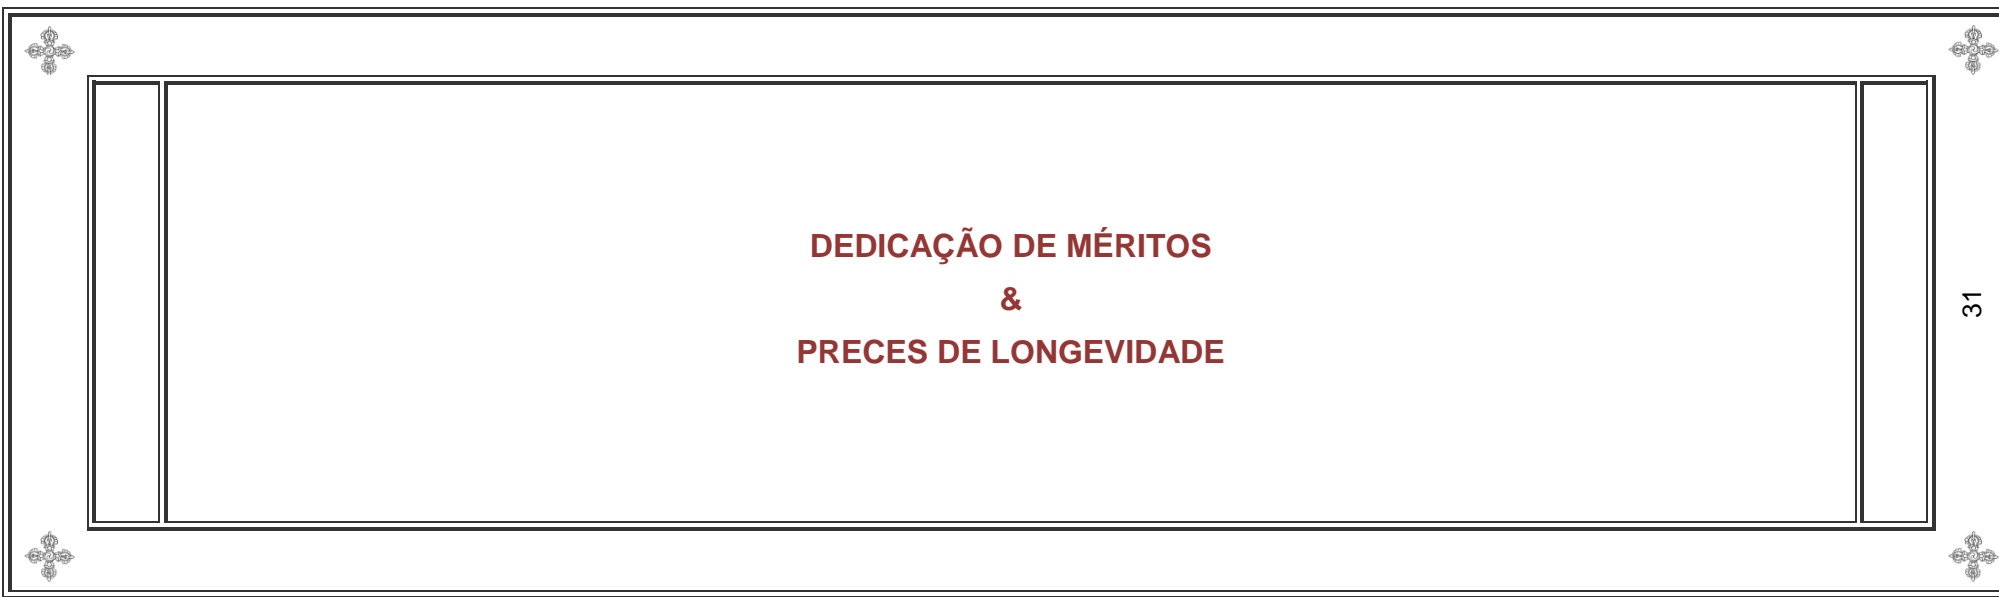 DEDICAÇÃO DE MÉRITOS
&
PRECES DE LONGEVIDADE
31